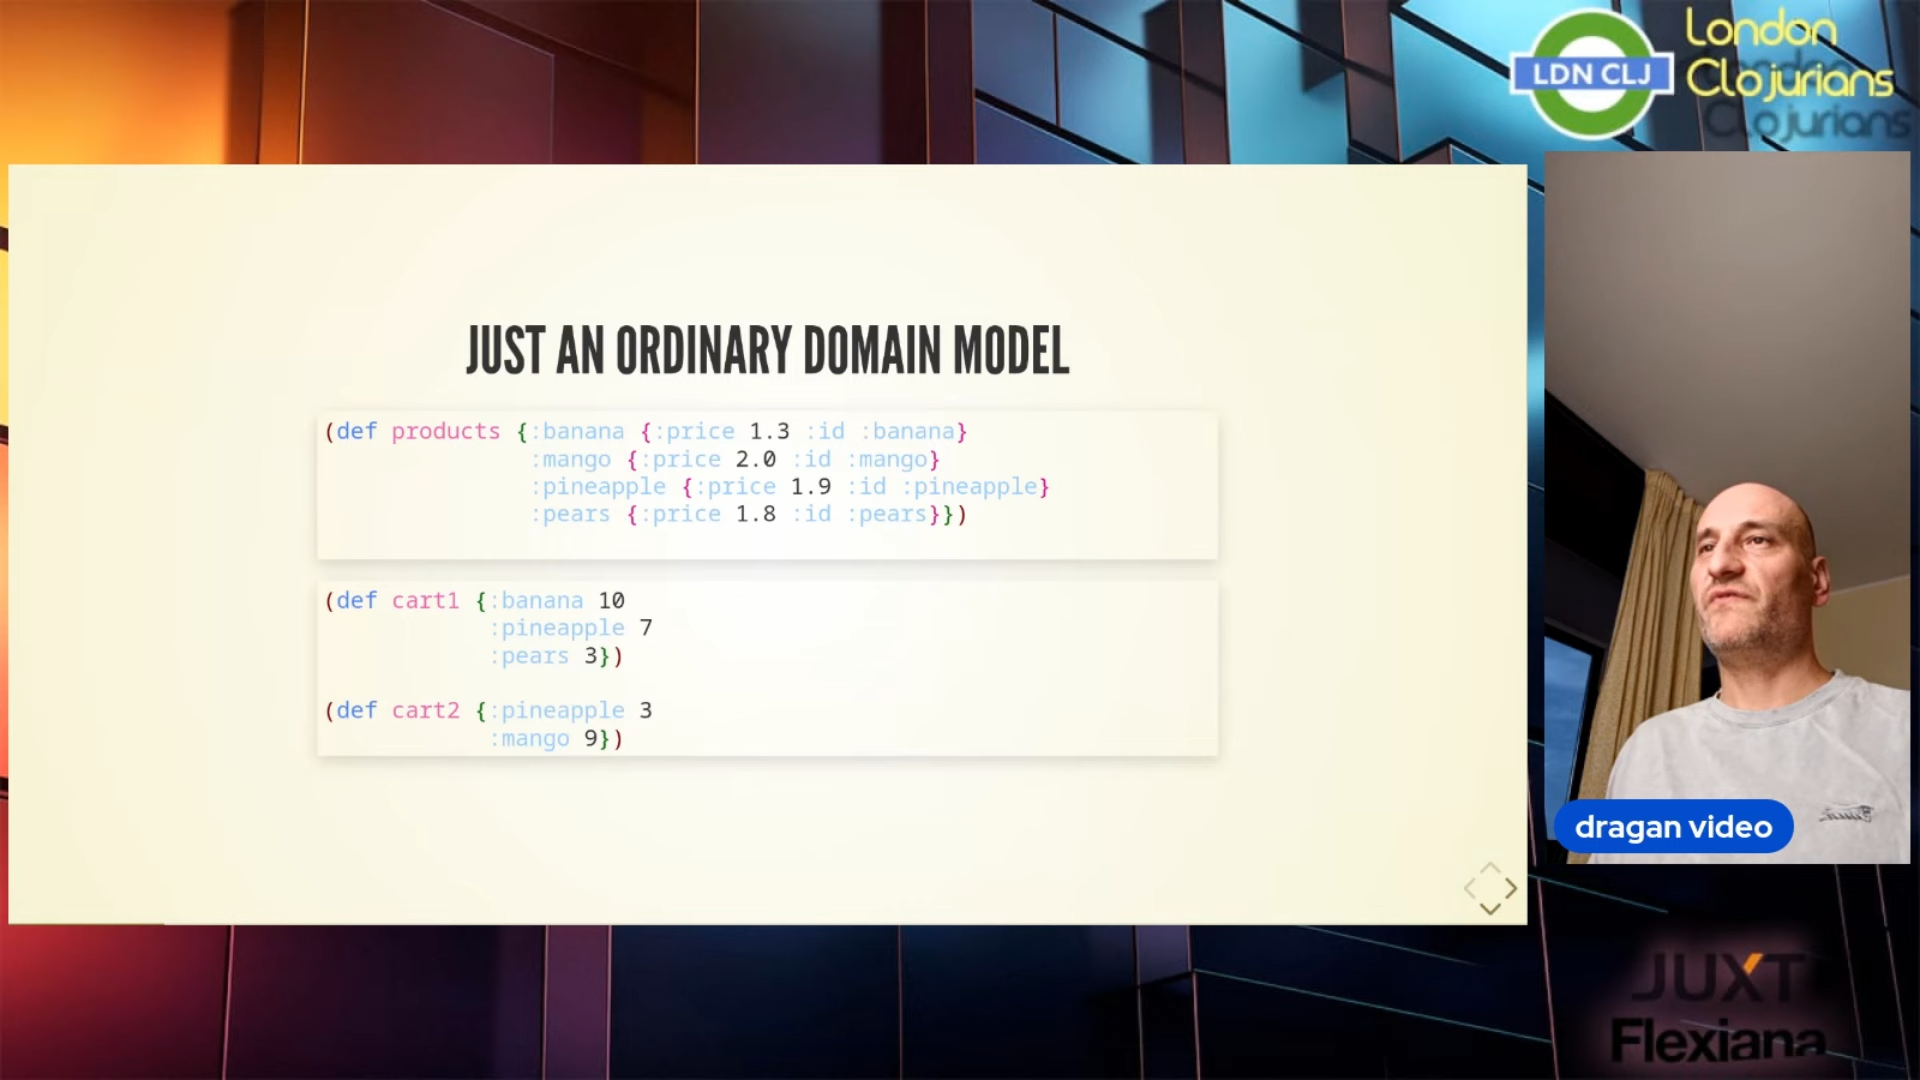 London
LDN CLJ
Clojurians
Clojurians
JUST AN ORDINARY DOMAIN MODEL
(def products {:banana {:price 1.3 :id :banana}
:mango {:price 2.0 :id :mango}
:pineapple {:price 1.9 :id :pineapple}
:pears {:price 1.8 :id :pears}})
(def cart1 {:banana 10
:pineapple 7
:pears 3})
(def cart2 {:pineapple 3
:mango 9})
dragan video
JUXT
Flexiana